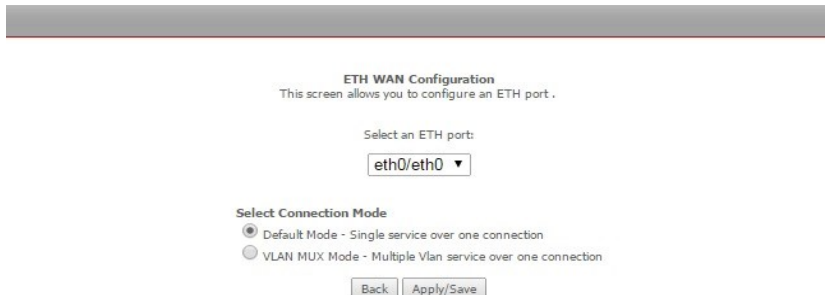 ETH WAN Configuration
This screen allows you to configure an ETH port .
Select an ETH port:
eth0/eth0
Select Connection Mode
Default Mode - Single service over one connection
VLAN MUX Mode - Multiple Vlan service over one connection
Back Apply/Save